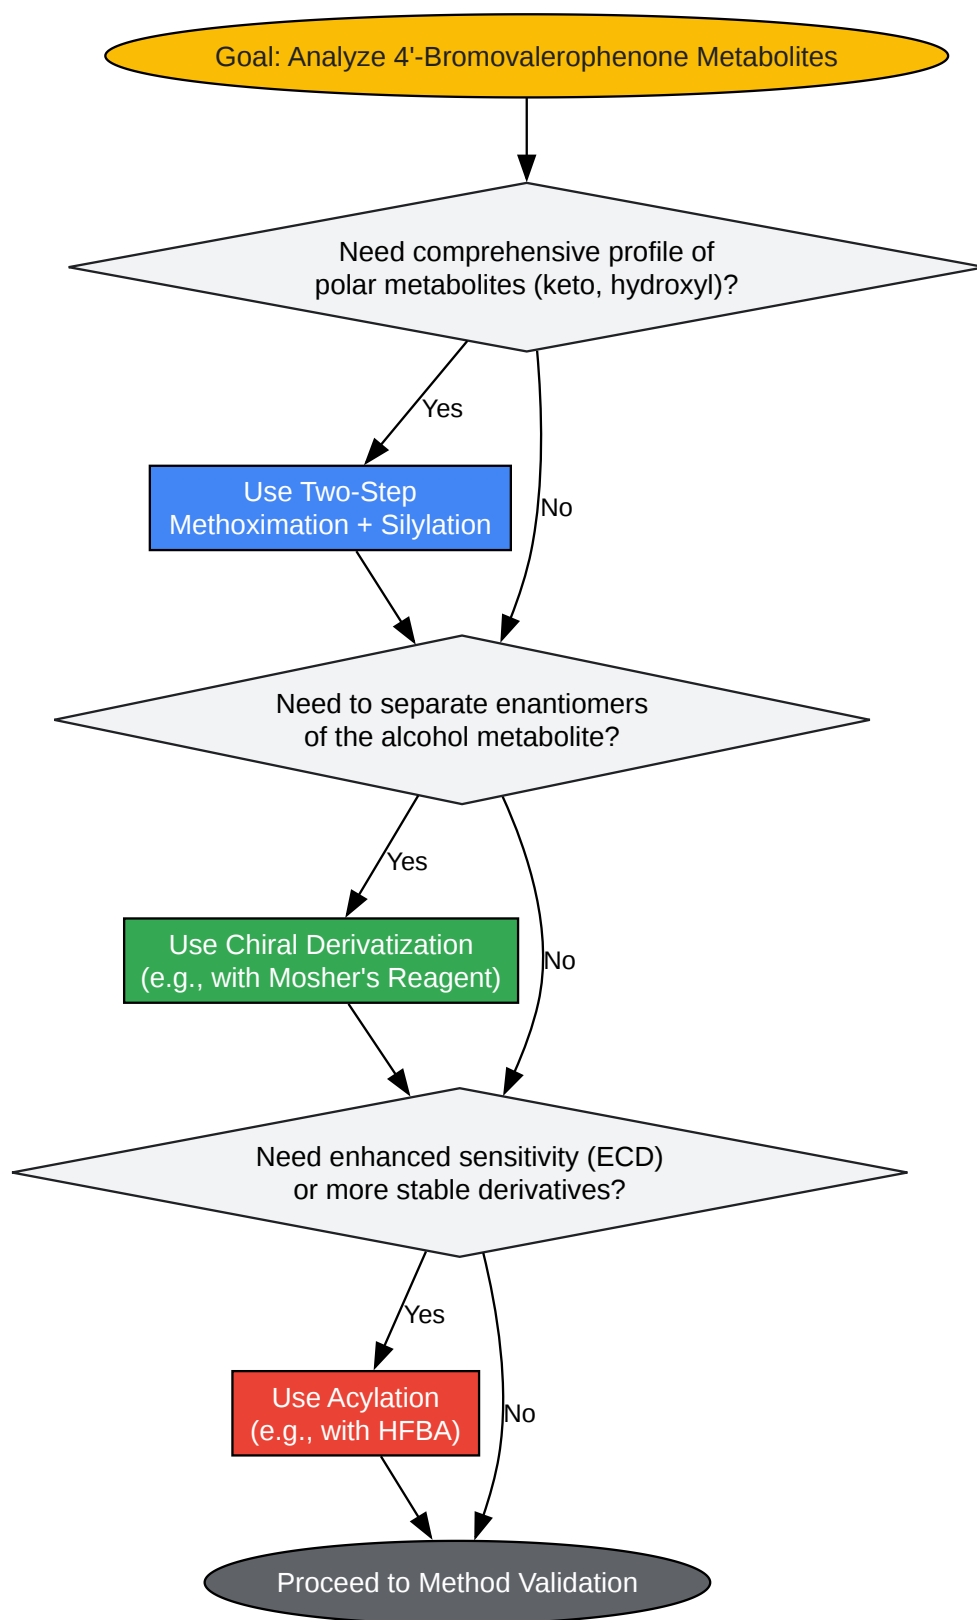 Goal: Analyze 4'-Bromovalerophenone Metabolites
Need comprehensive profile of
polar metabolites (keto, hydroxyl)?
Yes
Use Two-Step
Methoximation + Silylation
No
Need to separate enantiomers
of the alcohol metabolite?
Yes
Use Chiral Derivatization
(e.g., with Mosher's Reagent)
No
Need enhanced sensitivity (ECD)
or more stable derivatives?
Yes
Use Acylation
(e.g., with HFBA)
No
Proceed to Method Validation